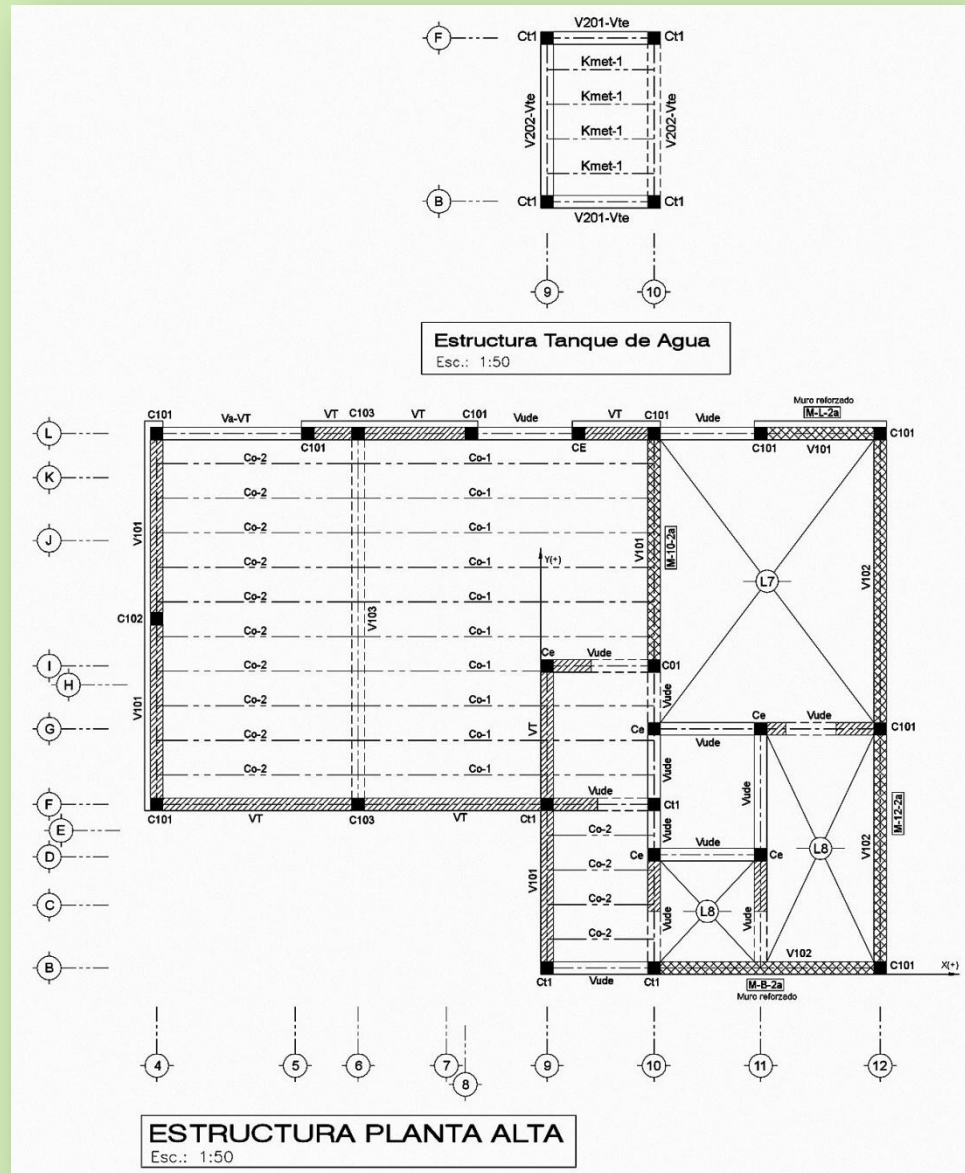 V201-Vte
F Ct1 Ct1
Kmet-1
Kmet-1
V202-Vte V202-Vte
Kmet-1
Kmet-1
B Ct1 Ct1
V201-Vte
9 10
Estructura Tanque de Agua
Esc.: 1:50
Muro reforzado
M-L-2a
C101 Va-VT VT C103 VT C101 Vude VT C101 Vude
L C101
C101 CE C101 V101
K Co-2 Co-1
Co-2 Co-1
J V101 Co-2 Co-1 V101 M-10-2a
Y(+)
Co-2 Co-1 L7 V102
Co-2 Co-1
C102 V103
Co-2 Co-1
Ce Vude
I Co-2 Co-1 C01
H
V101 Co-2 Co-1 VT Vude
Ce Vude
G Ce C101
Vude
Co-2 Co-1
Vude Vude
Co-2 Co-1
F Ct1
C101 VT C103 VT Ct1
E Co-2 Vude M-12-2a
Vude
D Ce Ce V102 L8
Co-2
V101
C Co-2 Vude L8 Vude
Co-2
V102
B C101 X(+)
Ct1 Vude Ct1 M-B-2a
Muro reforzado
4 5 6 7 9 10 11 12
8
ESTRUCTURA PLANTA ALTA
Esc.: 1:50